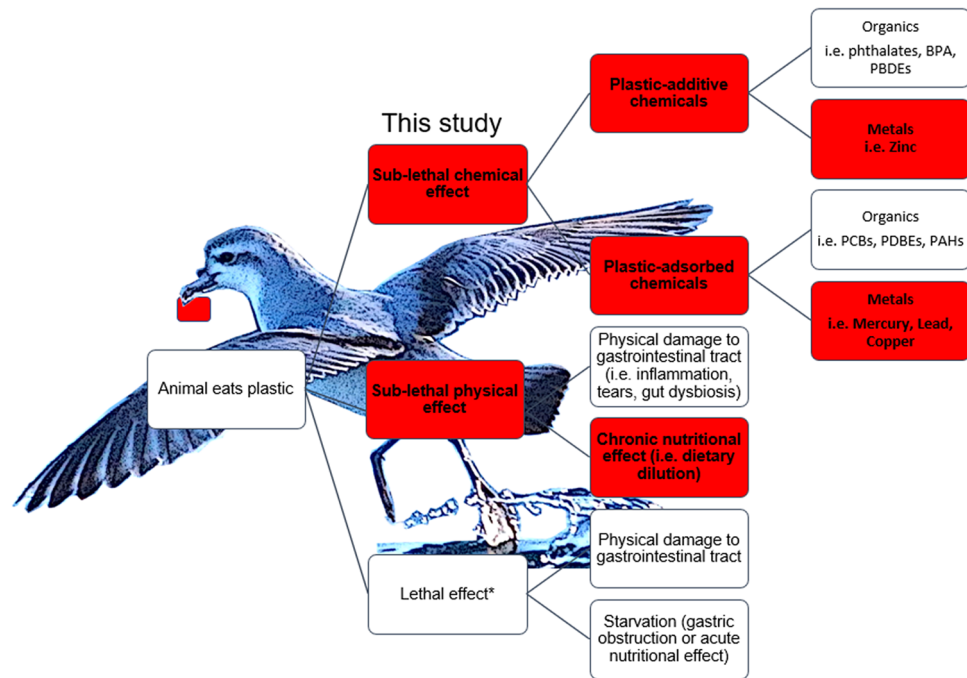 This study
Animal eats plastic
Sub-lethal chemical
effect
Sub-lethal physical
effect
Lethal effect*
Plastic-additive
chemicals
Plastic-adsorbed
chemicals
Physical damage to
gastrointestinal tract
(i.e. inflammation,
tears, gut dysbiosis)
Chronic nutritional
effect (i.e. dietary
dilution)
Physical damage to
gastrointestinal tract
Starvation (gastric
obstruction or acute
nutritional effect)
Organics
i.e. phthalates, BPA,
PBDEs
Metals
i.e. Zinc
Organics
i.e. PCBs, PDBEs, PAHs
Metals
i.e. Mercury, Lead,
Copper